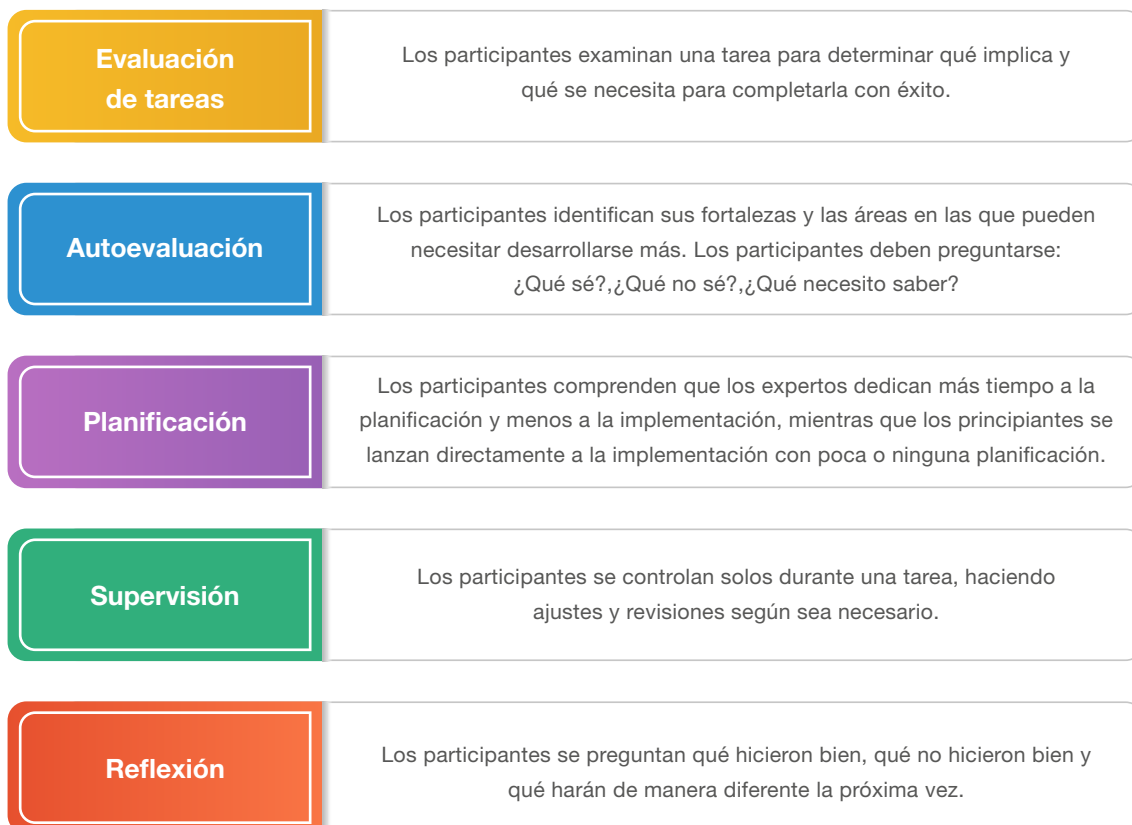 Evaluación
de tareas
Los participantes examinan una tarea para determinar qué implica y
qué se necesita para completarla con éxito.
Autoevaluación
Los participantes identifican sus fortalezas y las áreas en las que pueden
necesitar desarrollarse más. Los participantes deben preguntarse:
¿Qué sé?,¿Qué no sé?,¿Qué necesito saber?
Planificación
Los participantes comprenden que los expertos dedican más tiempo a la
planificación y menos a la implementación, mientras que los principiantes se
lanzan directamente a la implementación con poca o ninguna planificación.
Supervisión
Los participantes se controlan solos durante una tarea, haciendo
ajustes y revisiones según sea necesario.
Reflexión
Los participantes se preguntan qué hicieron bien, qué no hicieron bien y
qué harán de manera diferente la próxima vez.